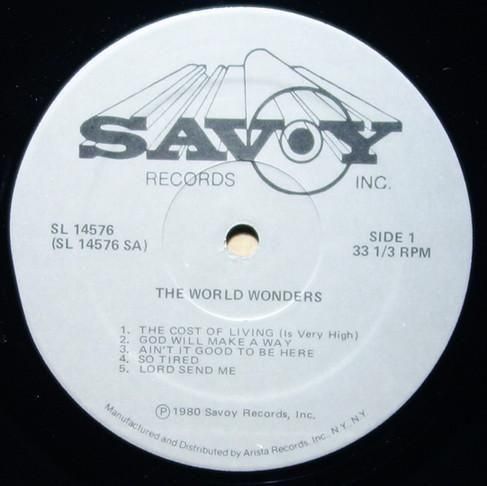 SAVOY
RECORDS INC.
SL 14576
(SL 14576 SA)
SIDE 1
33 1/3 RPM
THE WORLD WONDERS
1. THE COST OF LIVING (Is Very High)
2. GOD WILL MAKE A WAY
3. AIN'T IT GOOD TO BE HERE
4. SO TIRED
5. LORD SEND ME
Ⓟ 1980 Savoy Records, Inc.
Manufactured and Distributed by Arista Records, Inc. N.Y., N.Y.